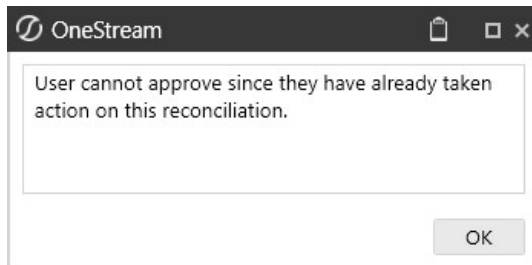 OneStream
User cannot approve since they have already taken
action on this reconciliation.
OK